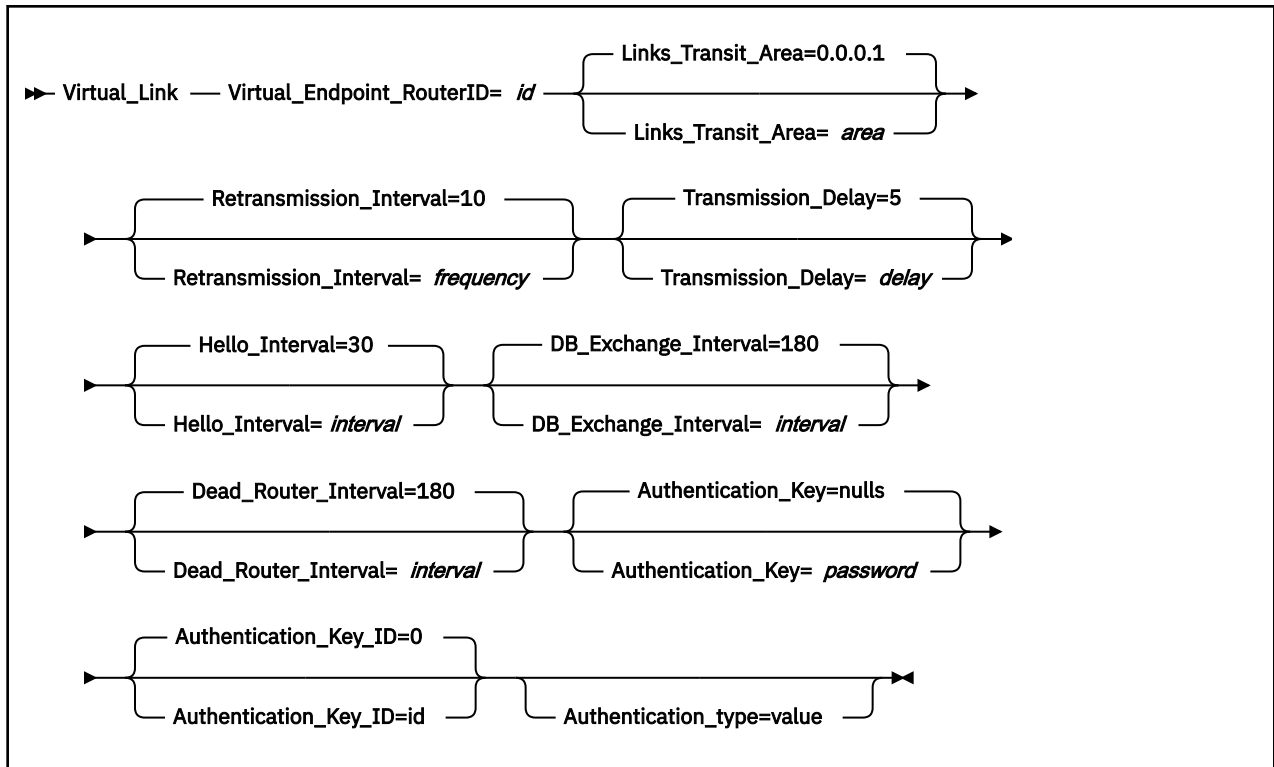 Links_Transit_Area=0.0.0.1
Virtual_Link Virtual_Endpoint_RouterID= id
Links_Transit_Area= area
Retransmission_Interval=10 Transmission_Delay=5
Retransmission_Interval= frequency Transmission_Delay= delay
Hello_Interval=30 DB_Exchange_Interval=180
Hello_Interval= interval DB_Exchange_Interval= interval
Dead_Router_Interval=180 Authentication_Key=nulls
Dead_Router_Interval= interval Authentication_Key= password
Authentication_Key_ID=0
Authentication_Key_ID=id Authentication_type=value